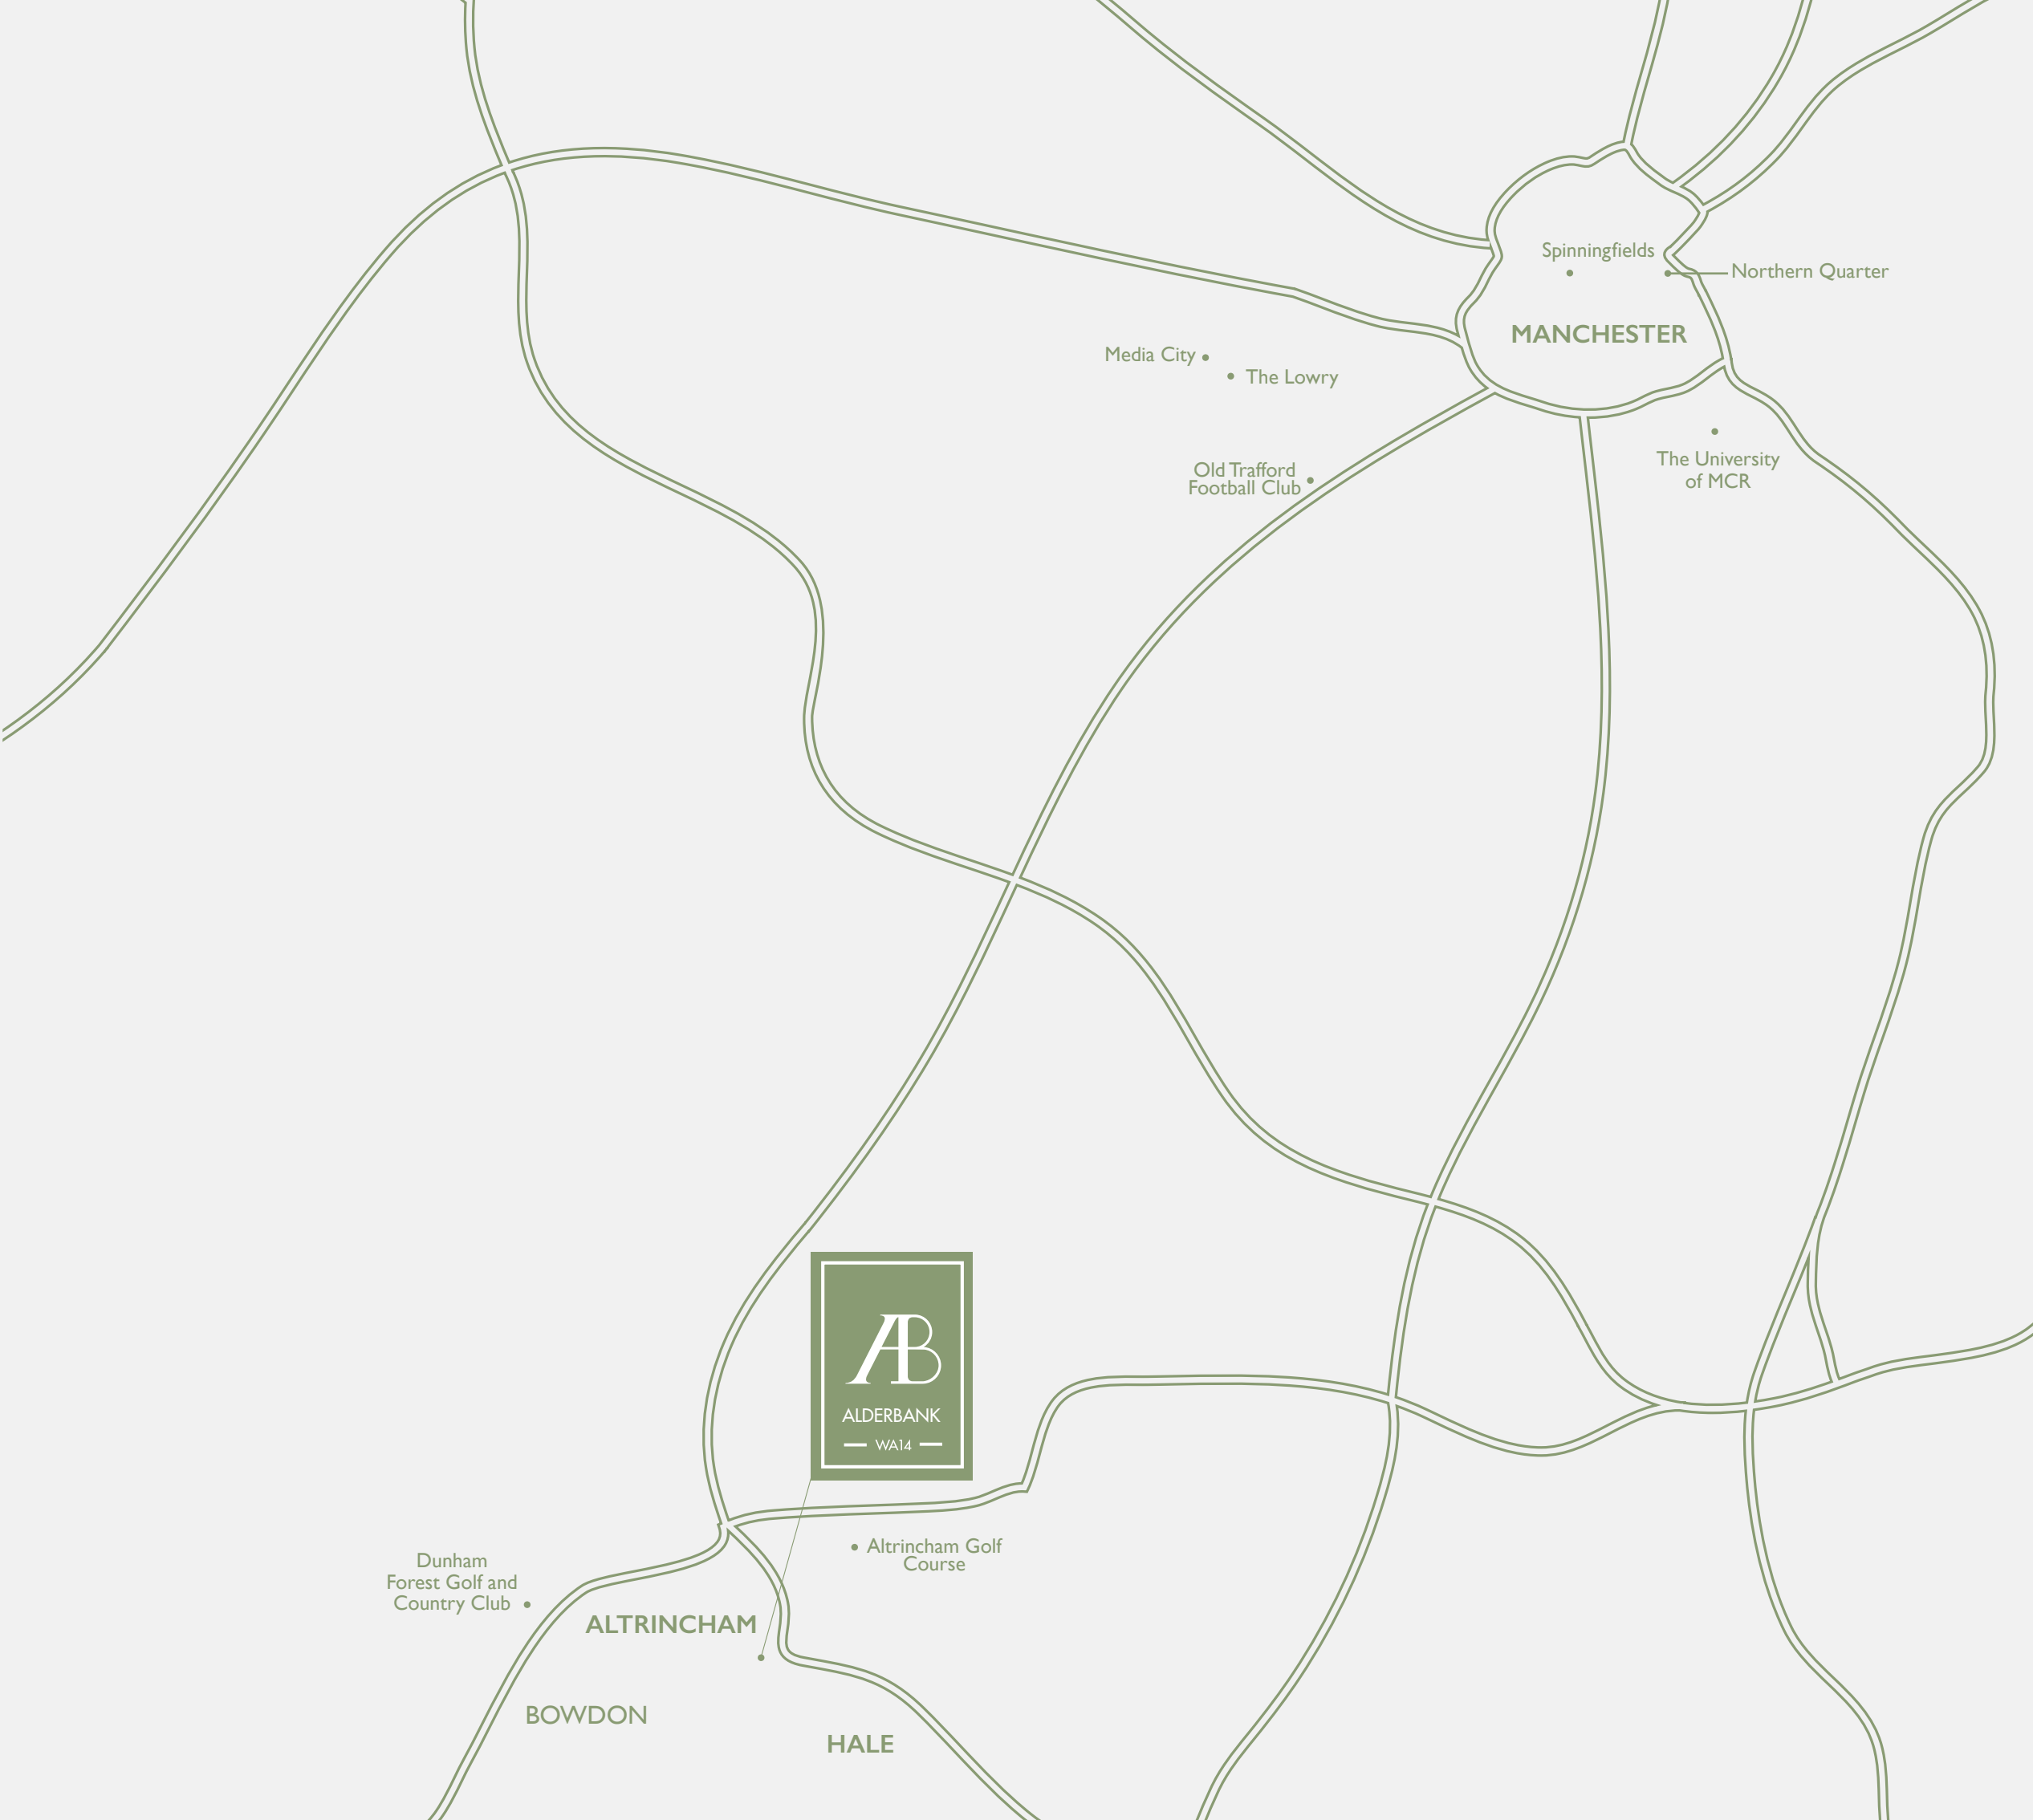 Spinningfields
Northern Quarter
MANCHESTER
Media City
The Lowry
Old Trafford
Football Club
The University
of MCR
AB
ALDERBANK
WA14
Altrincham Golf
Course
Dunham
Forest Golf and
Country Club
ALTRINCHAM
BOWDON
HALE